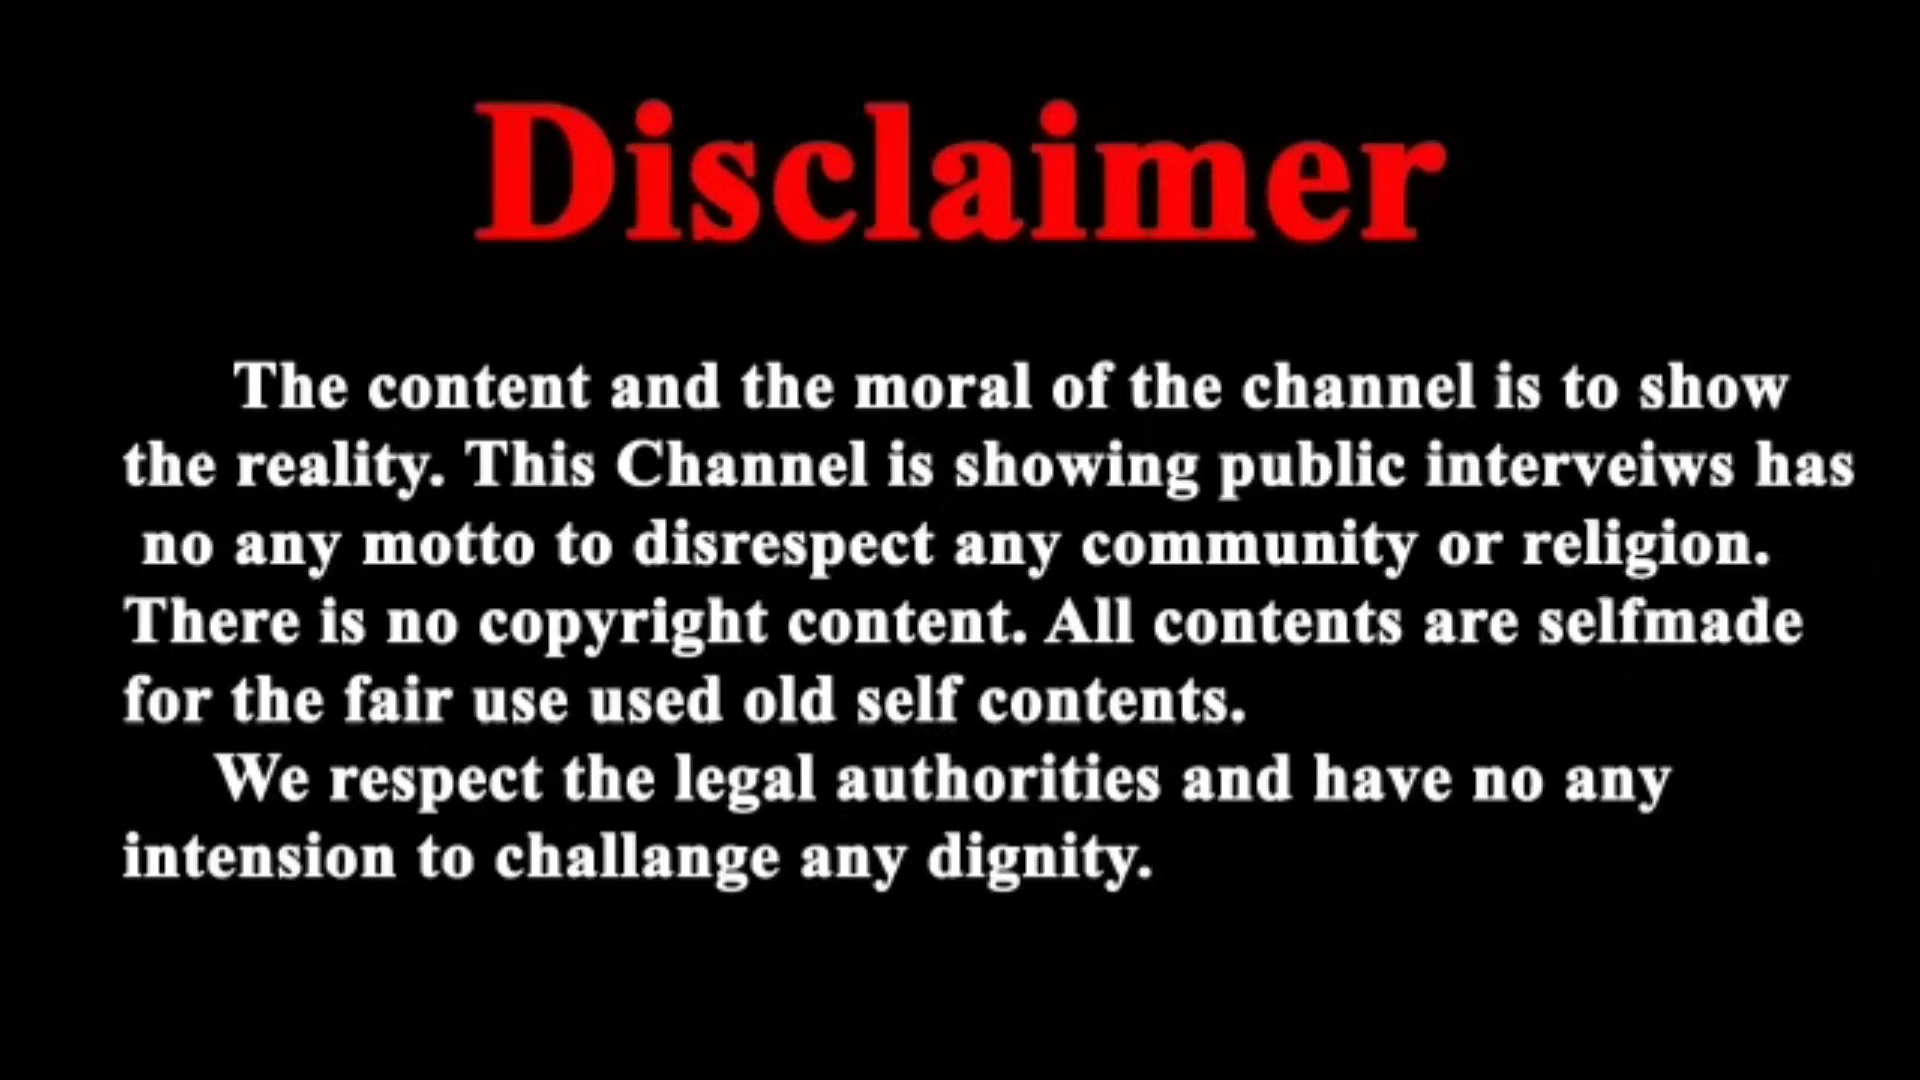 Disclaimer
The content and the moral of the channel is to show
the reality. This Channel is showing public interveiws has
no any motto to disrespect any community or religion.
There is no copyright content. All contents are selfmade
for the fair use used old self contents.
We respect the legal authorities and have no any
intension to challange any dignity.